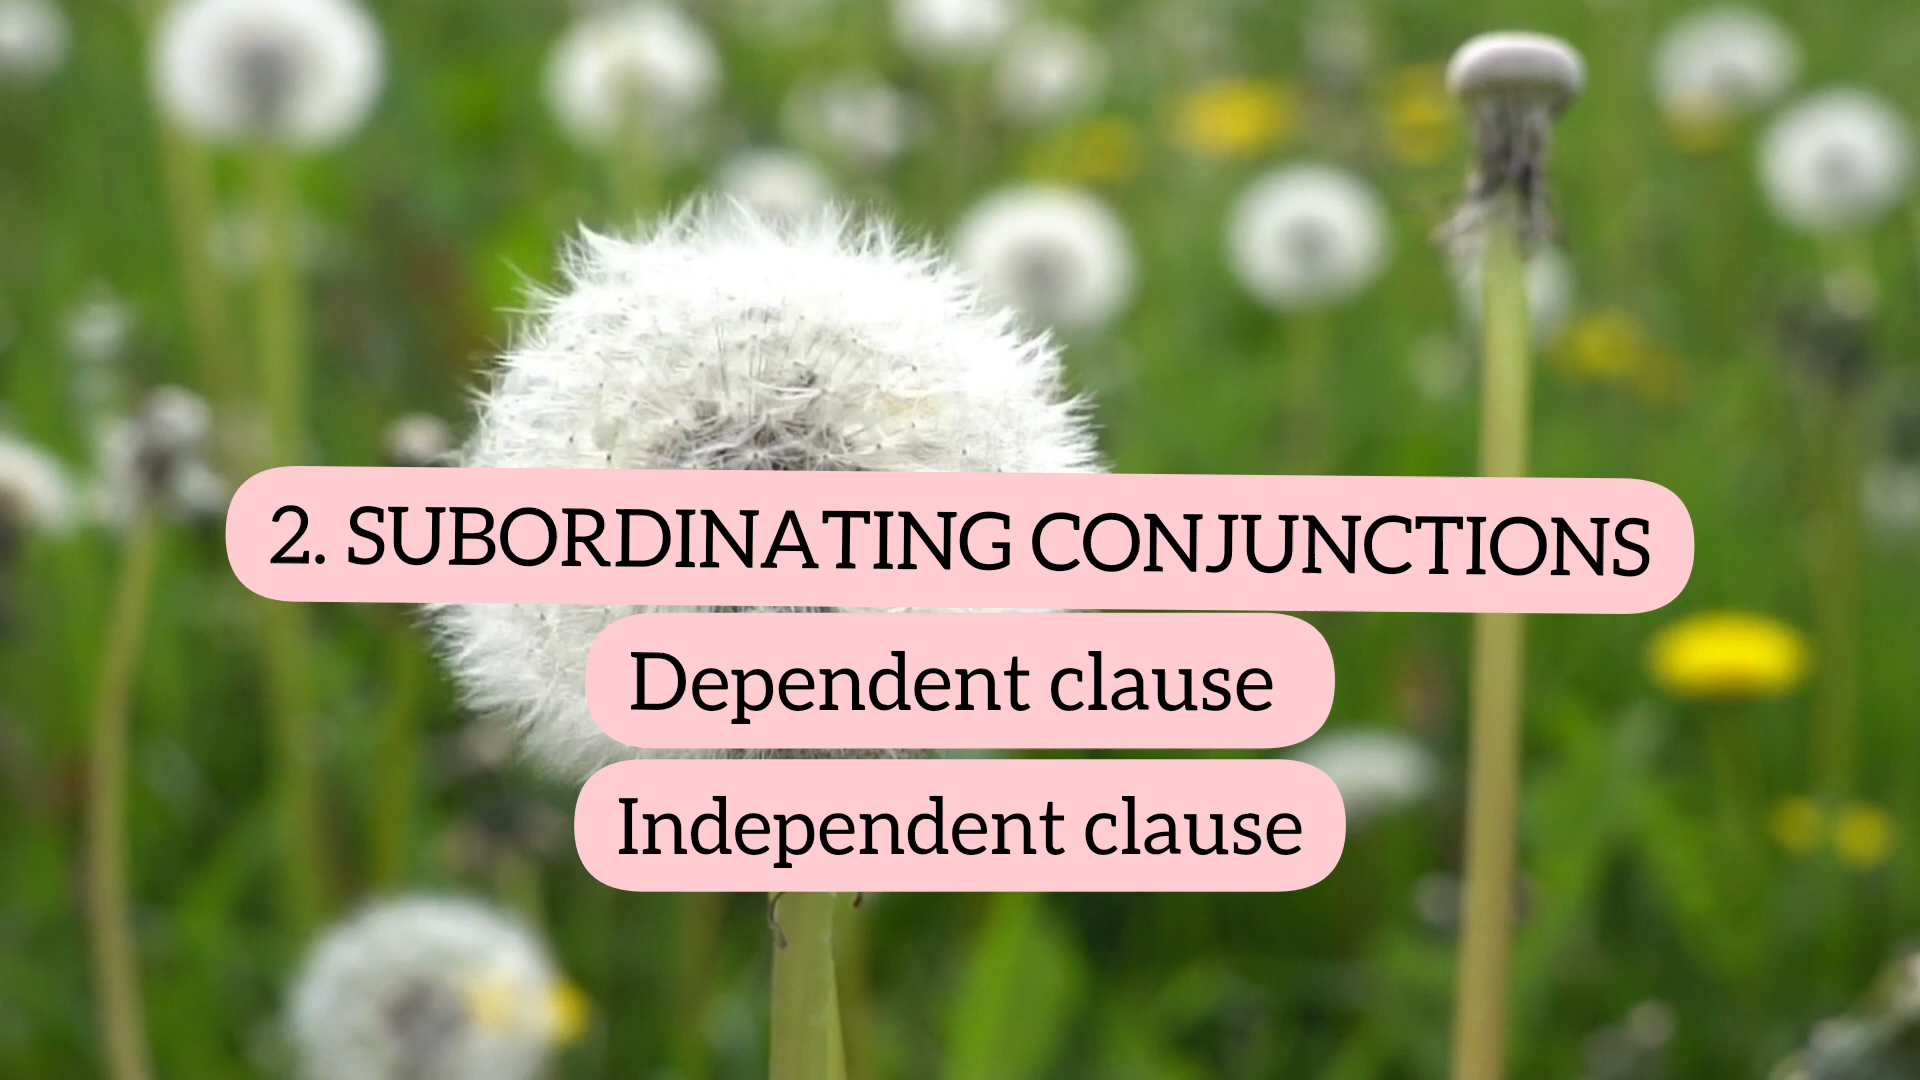 2. SUBORDINATING CONJUNCTIONS
Dependent clause
Independent clause